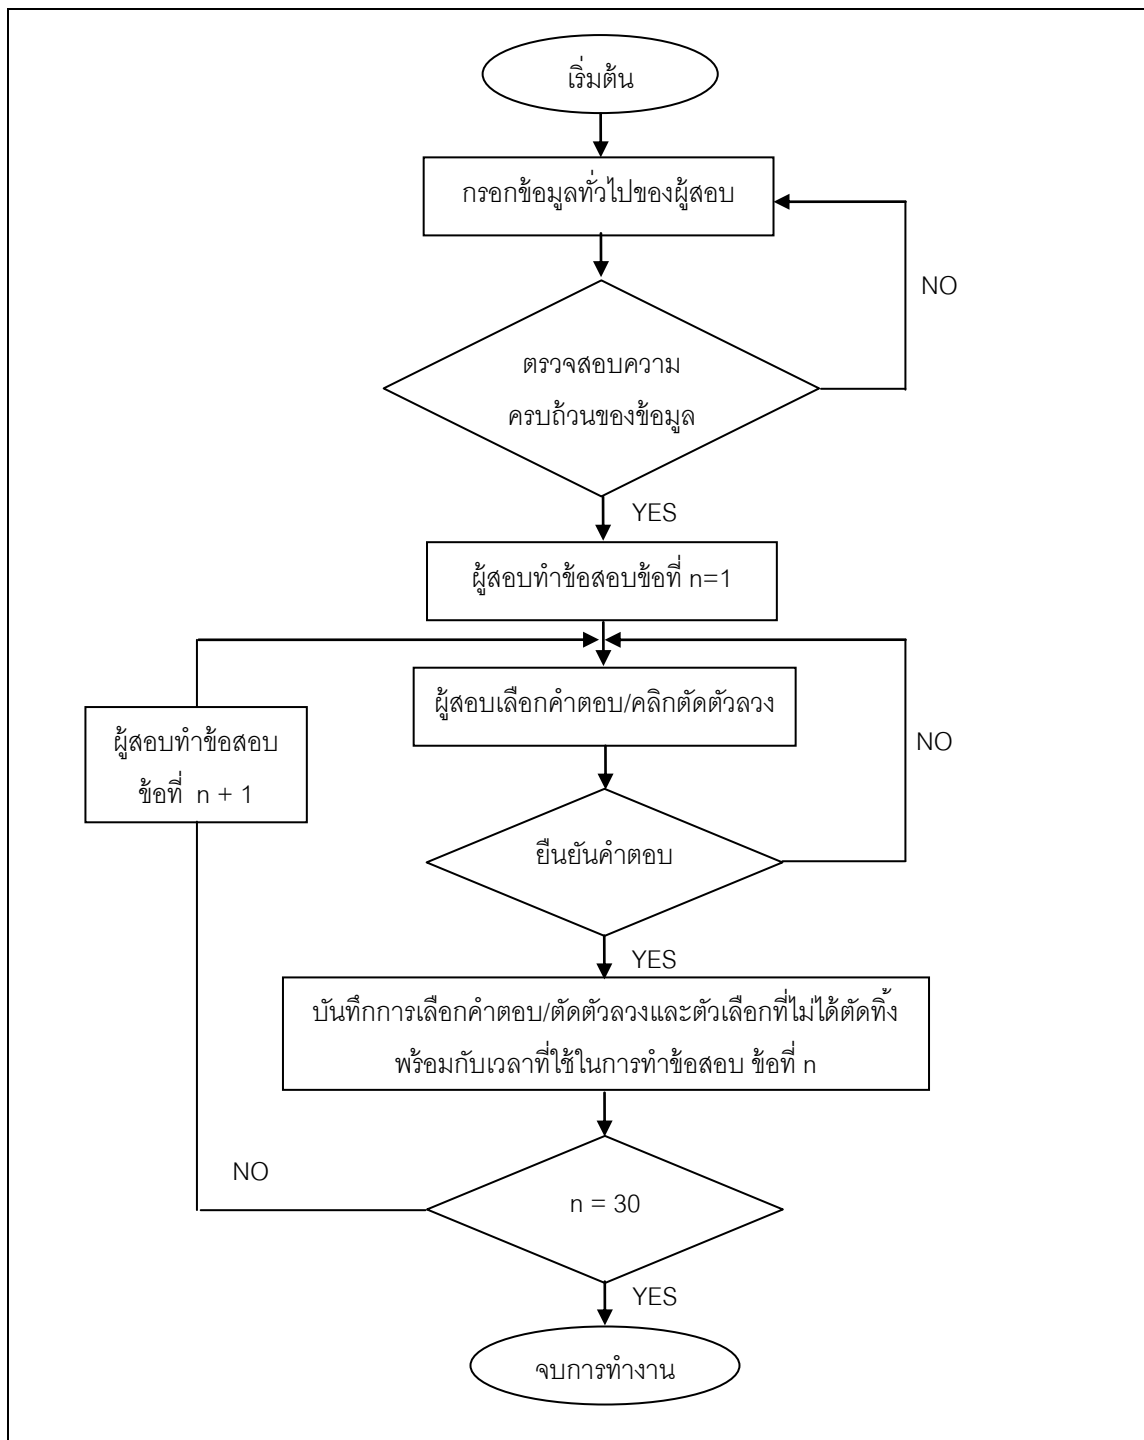 เริ่มต้น
กรอกข้อมูลทั่วไปของผู้สอบ
NO
ตรวจสอบความ
ครบถ้วนของข้อมูล
YES
ผู้สอบทำข้อสอบข้อที่ n=1
ผู้สอบเลือกคำตอบ/คลิกตัดตัวลวง
ผู้สอบทำข้อสอบ
ข้อที่ n + 1
NO
ยืนยันคำตอบ
YES
บันทึกการเลือกคำตอบ/ตัดตัวลวงและตัวเลือกที่ไม่ได้ตัดทิ้ง
พร้อมกับเวลาที่ใช้ในการทำข้อสอบ ข้อที่ n
NO
n = 30
YES
จบการทำงาน